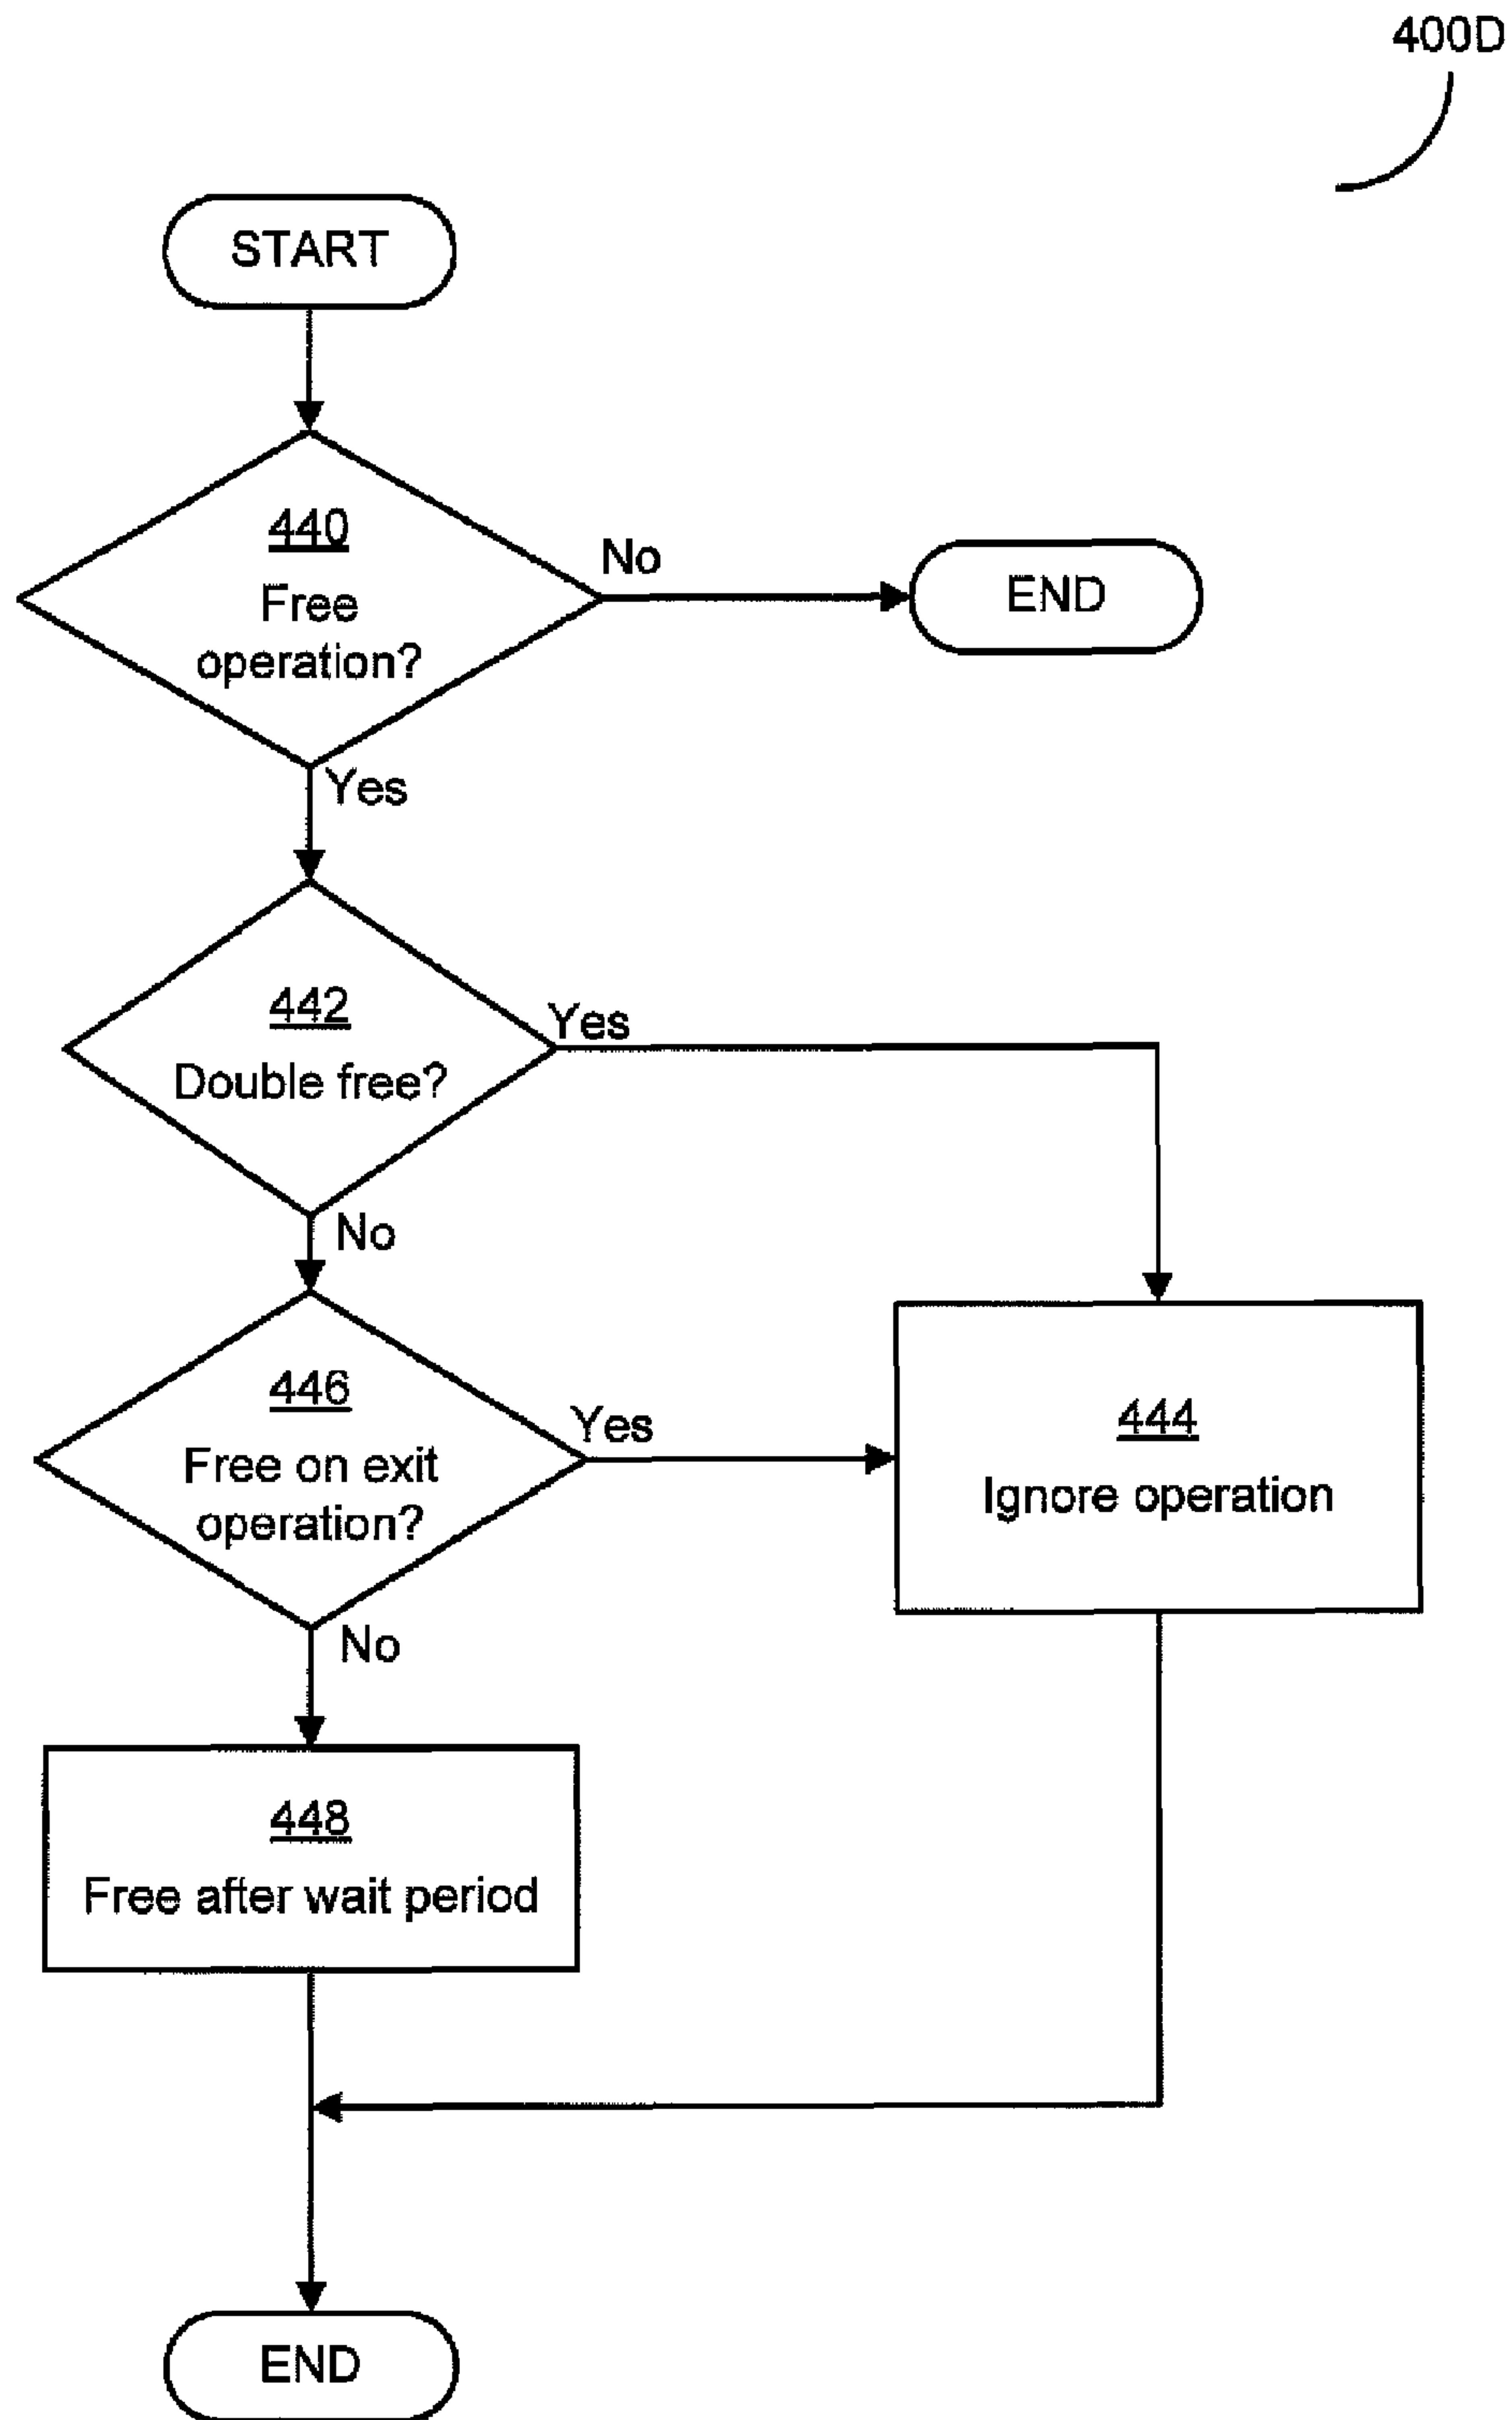 400D
START
440
Free
operation?
No
END
Yes
442
Double free?
Yes
No
446
Free on exit
operation?
Yes
444
Ignore operation
No
448
Free after wait period
END